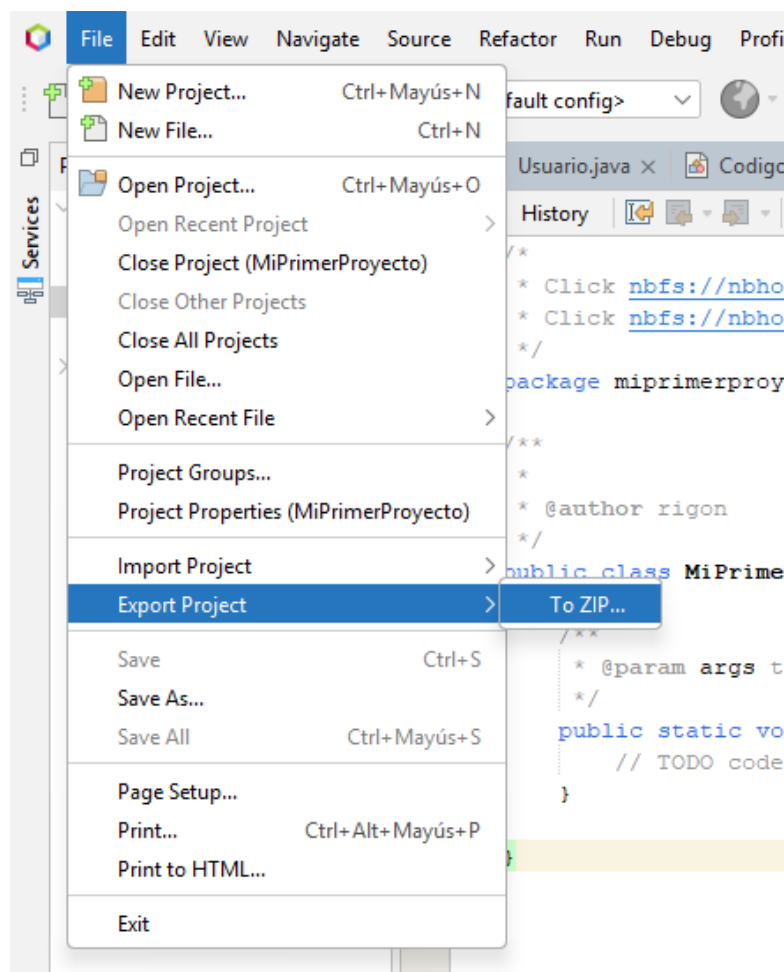 File Edit View Navigate Source Refactor Run Debug Profi
New Project... Ctrl+Mayús+N
New File... Ctrl+N
Open Project... Ctrl+Mayús+O
Open Recent Project
Close Project (MiPrimerProyecto)
Close Other Projects
Close All Projects
Open File...
Open Recent File
Project Groups...
Project Properties (MiPrimerProyecto)
Import Project
Export Project
To ZIP...
Save Ctrl+S
Save As...
Save All Ctrl+Mayús+S
Page Setup...
Print... Ctrl+Alt+Mayús+P
Print to HTML...
Exit
Services
fault config>
Usuario.java Codigo
History
/*
* Click nbfs://nbho
* Click nbfs://nbho
*/
package miprimerproy
/**
*
* @author rigon
*/
public class MiPrime
/**
* @param args t
*/
public static vo
// TODO code
}
}